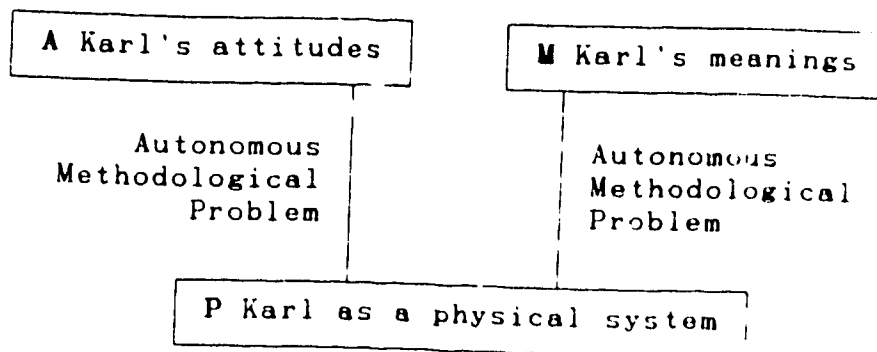 A Karl's attitudes
M Karl's meanings
Autonomous
Methodological
Problem
Autonomous
Methodological
Problem
P Karl as a physical system